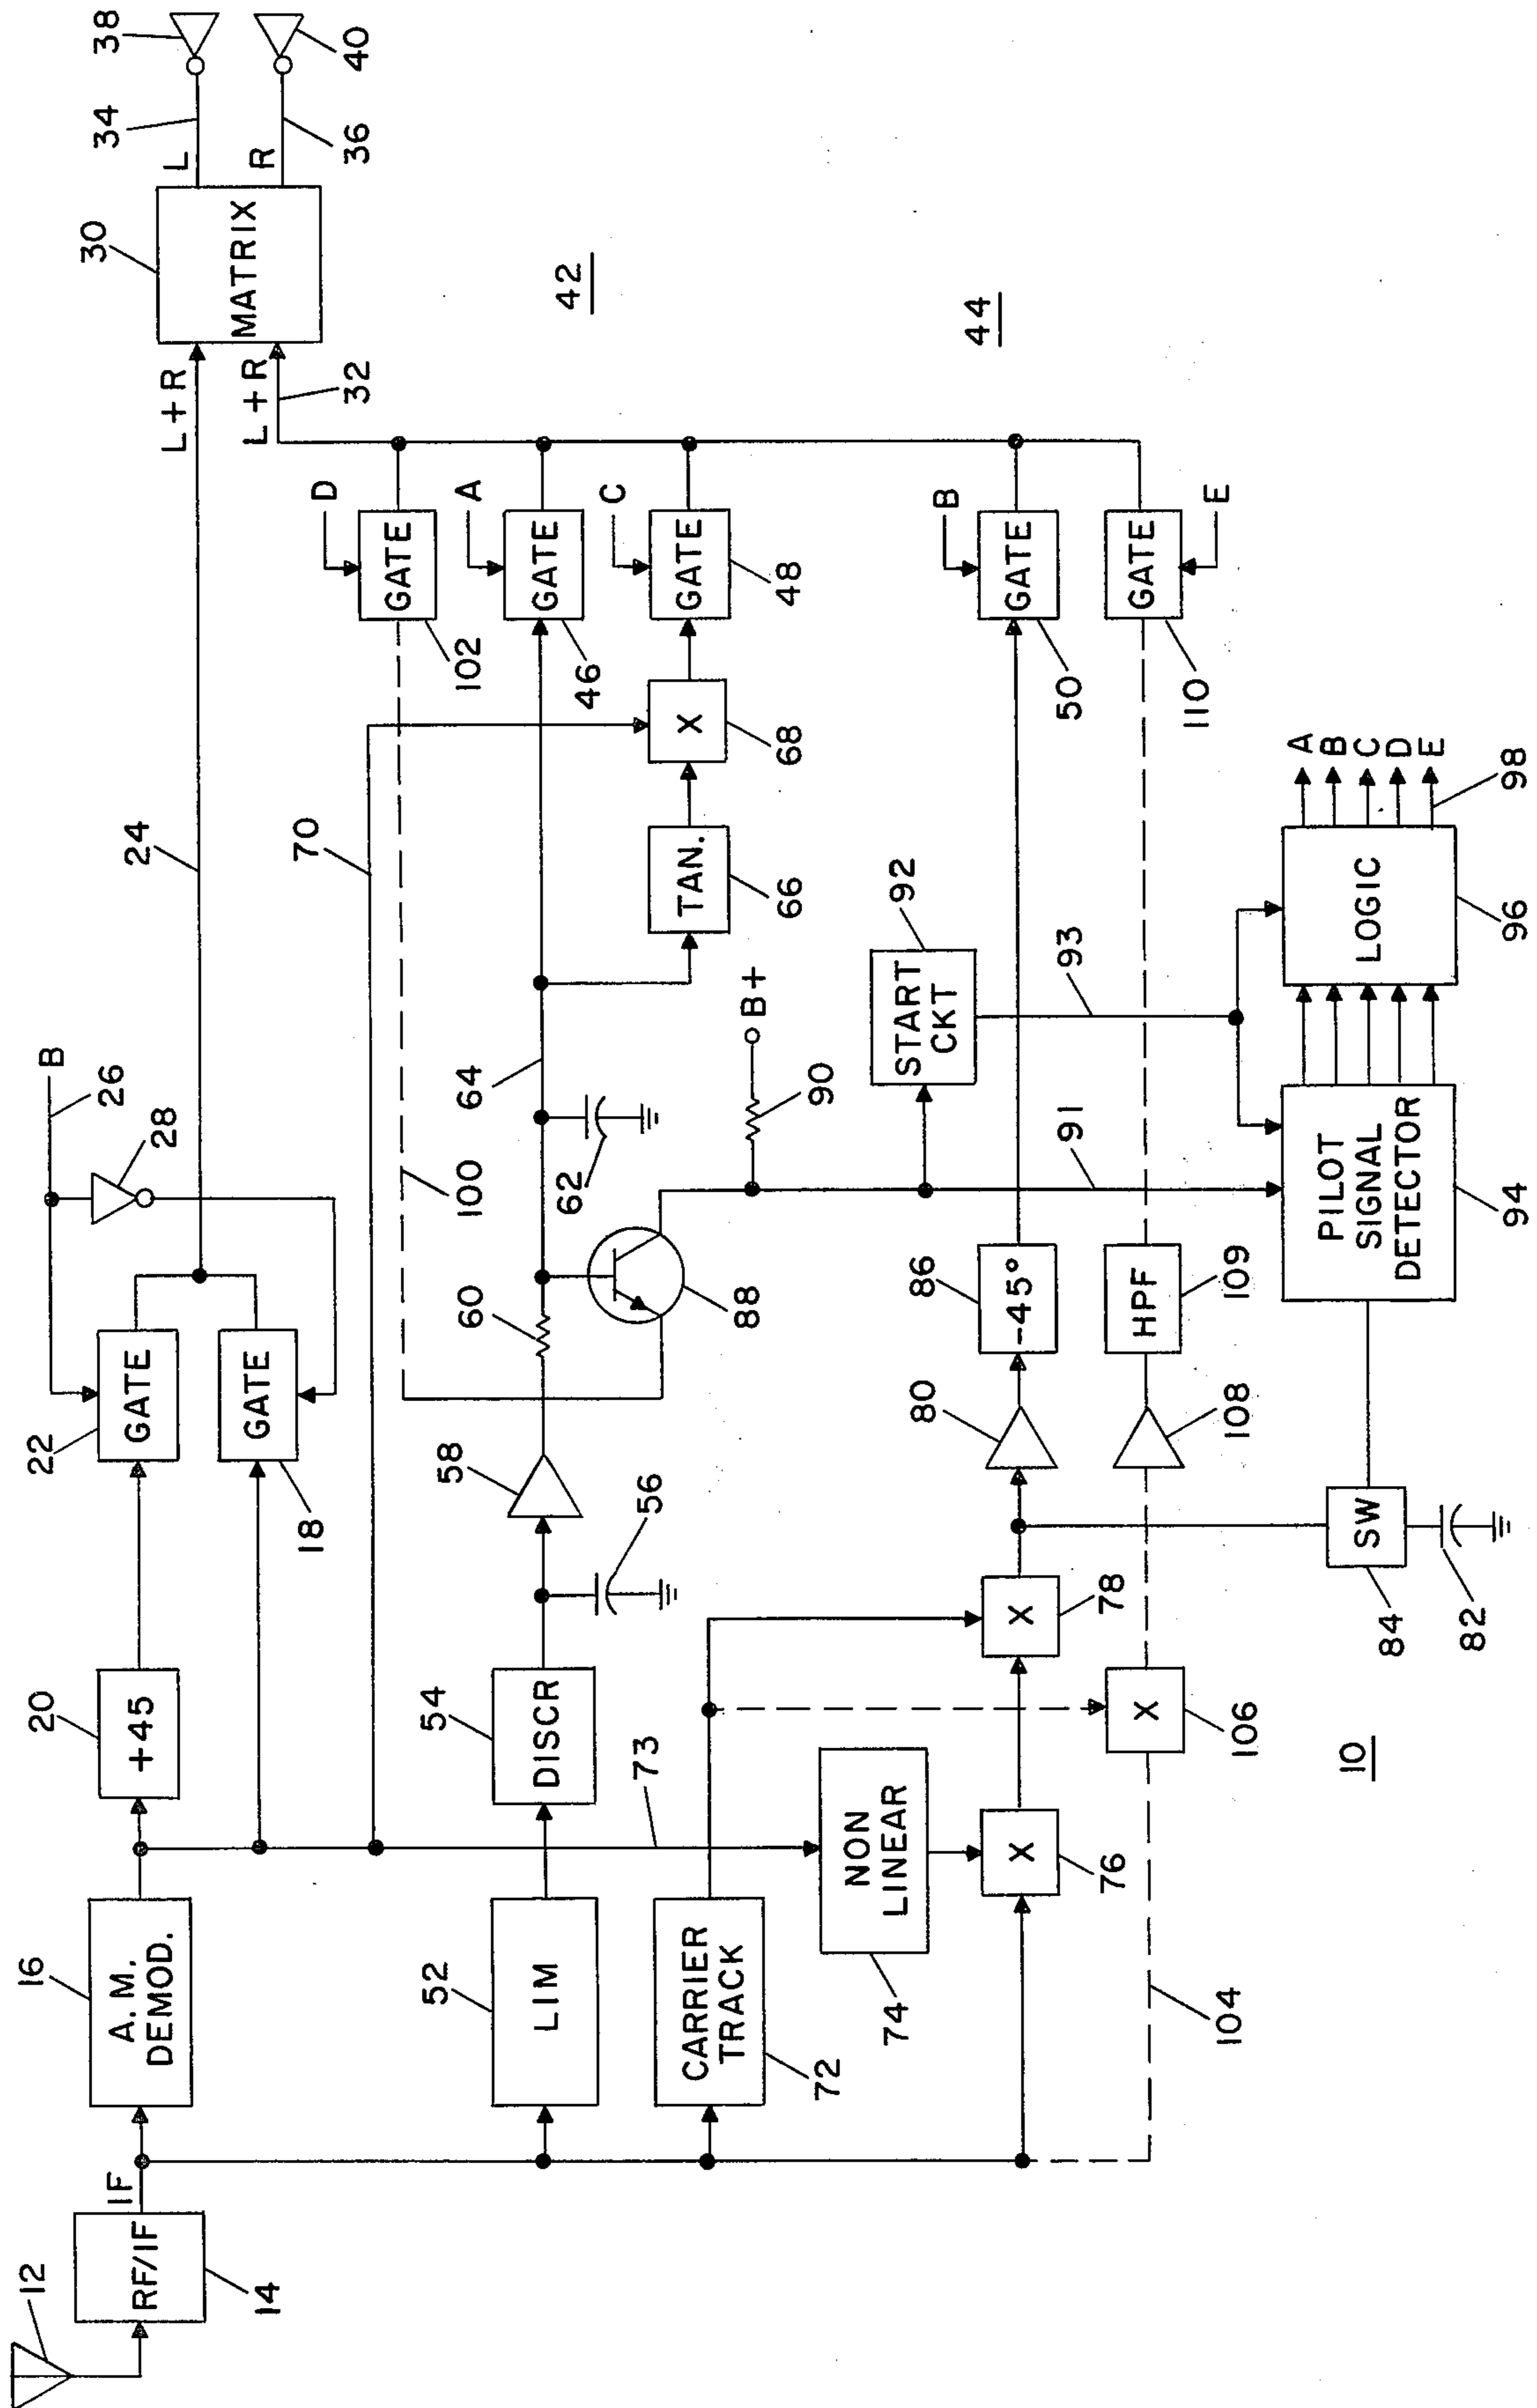 12
RF/IF
14
IF
16
A.M.
DEMOD.
20
+45
22
GATE
GATE
18
B
26
28
24
L+R
L+R
32
30
MATRIX
L
R
34
36
38
40
42
52
LIM
54
DISCR
56
58
60
62
64
88
100
70
TAN.
66
X
68
D
GATE
102
A
GATE
46
C
GATE
48
90
B+
44
CARRIER
TRACK
72
73
NON
LINEAR
74
X
76
X
78
80
-45°
86
B
GATE
50
104
X
106
108
HPF
109
GATE
110
E
START
CKT
92
93
91
SW
84
82
PILOT
SIGNAL
DETECTOR
94
LOGIC
96
A
B
C
D
E
98
10